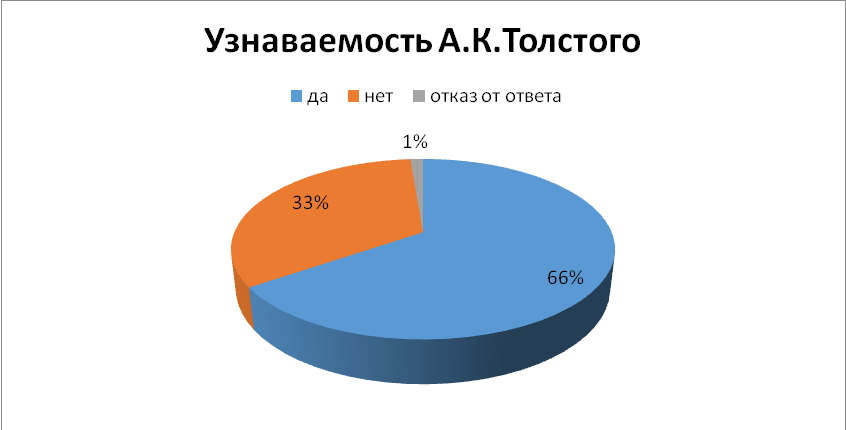 Узнаваемость А.К.Толстого
да нет отказ от ответа
1%
33%
66%